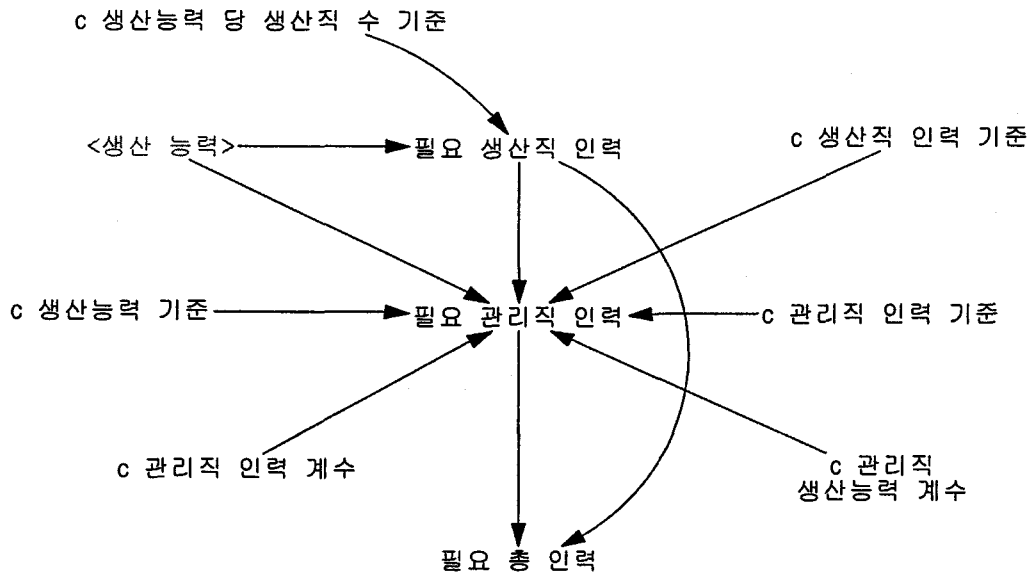 c 생산능력 당 생산직 수 기준
<생산 능력>
필요 생산직 인력
c 생산직 인력 기준
c 생산능력 기준
필요 관리직 인력
c 관리직 인력 기준
c 관리직 인력 계수
c 관리직
생산능력 계수
필요 총 인력